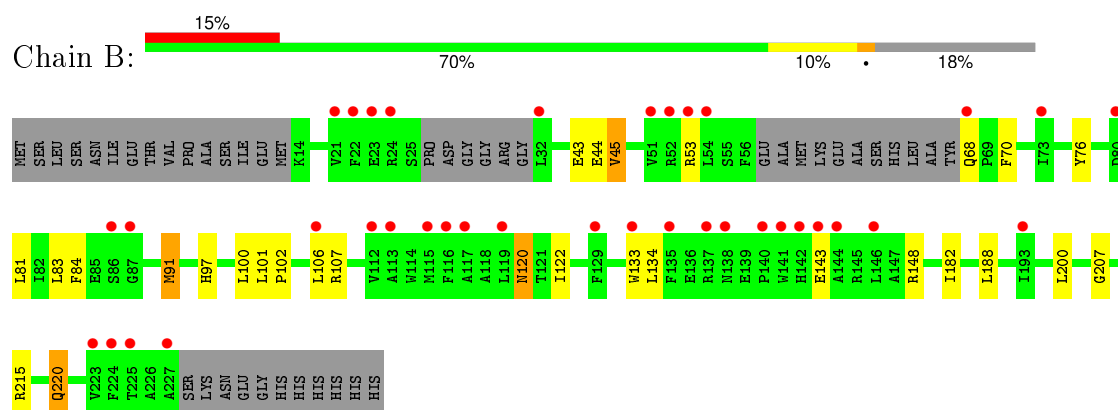 15%
Chain B:
70% 10% • 18%
MET SER LEU SER ASN ILE GLU THR VAL PRO ALA SER ILE GLU MET K14 V21 F22 E23 R24 S25 PRO ASP GLY GLY ARG GLY L32 E43 E44 V45 V51 R52 R53 L54 S55 F56 GLU ALA MET LYS GLU ALA SER HIS LEU ALA TYR Q68 P69 F70 I73 Y76
L81 I82 L83 F84 E85 S86 G87 M91 H97 L100 L101 P102 L106 R107 V112 A113 W114 M115 F116 A117 A118 L119 N120 T121 I122 F129 W133 L134 F135 E136 R137 N138 E139 P140 W141 H142 E143 A144 R145 L146 A147 R148 I182 L188 I193 L200 G207
R215 Q220 V223 F224 T225 A226 A227 SER LYS ASN GLU GLY HIS HIS HIS HIS HIS HIS